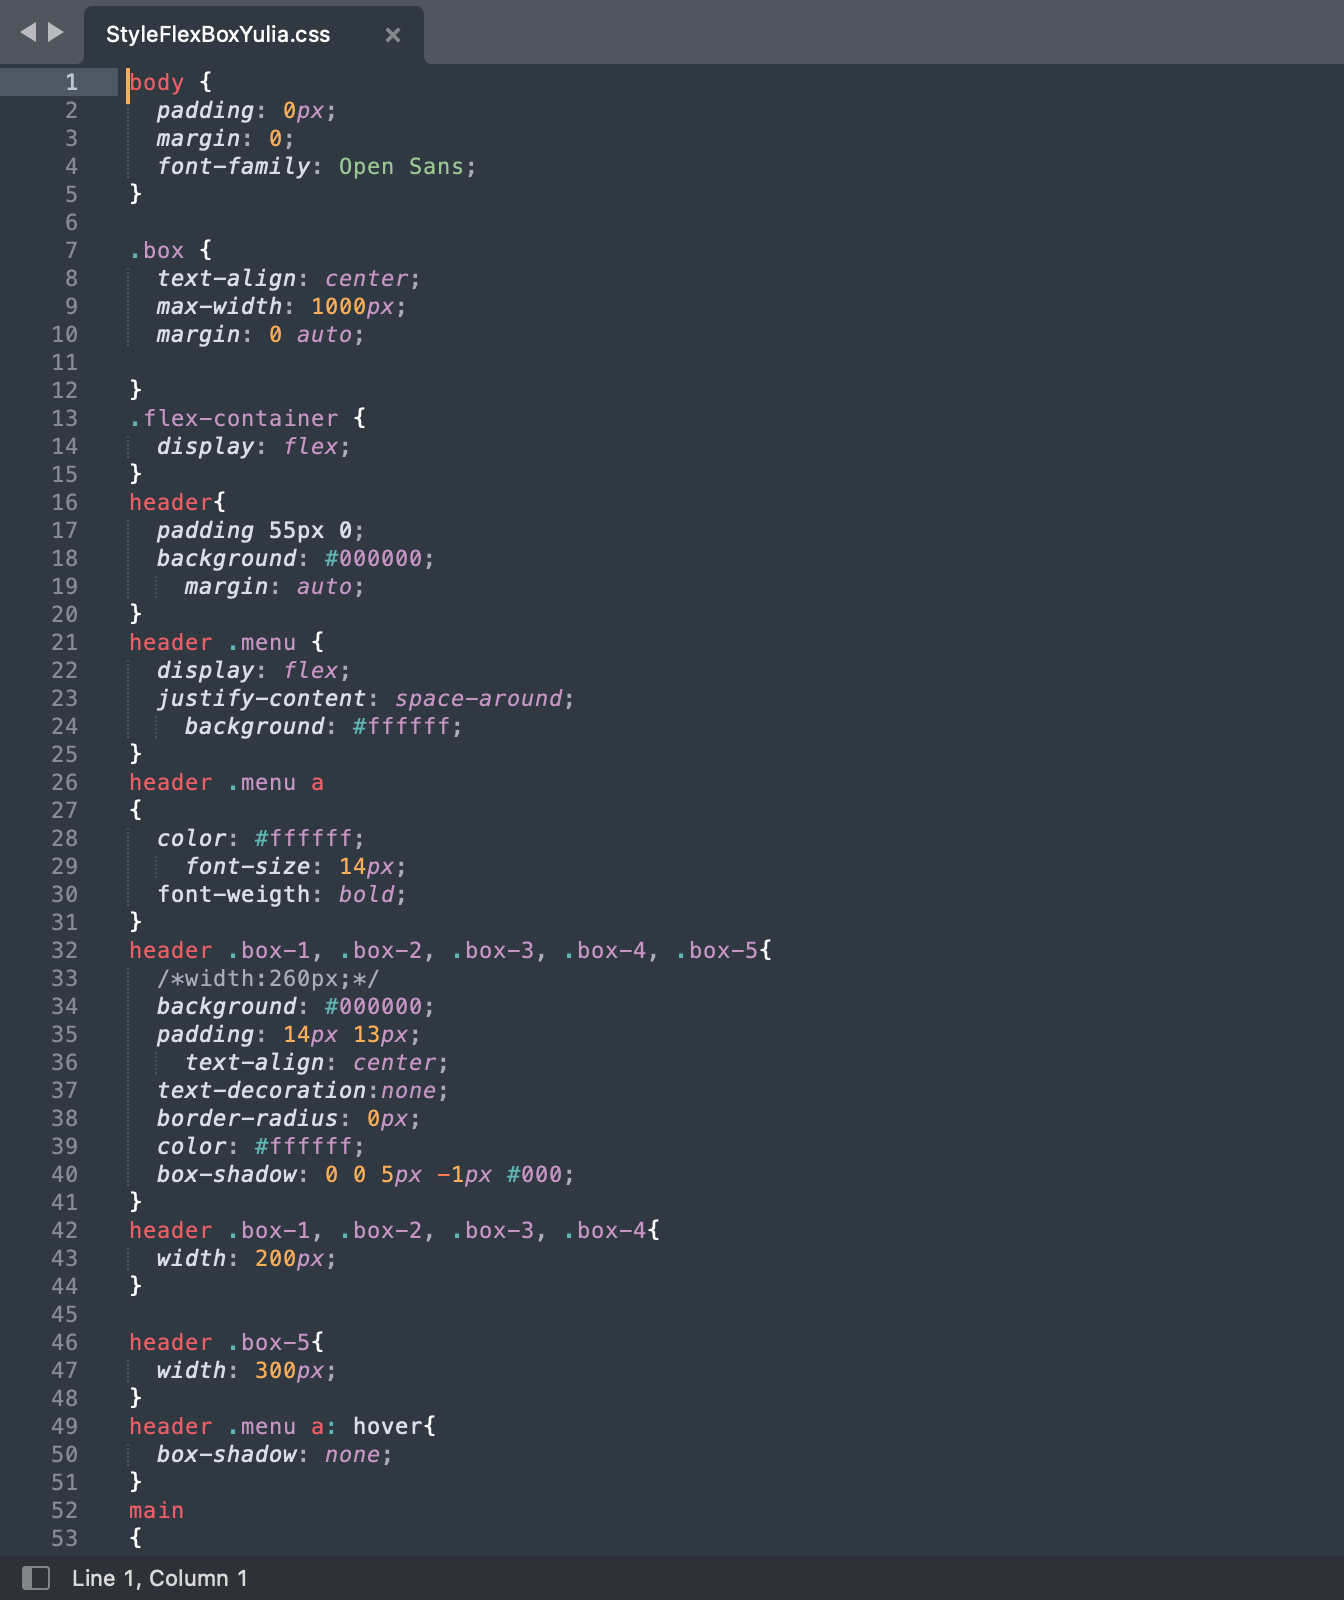 StyleFlexBoxYulia.css
1 body {
2 padding: 0px;
3 margin: 0;
4 font-family: Open Sans;
5 }
6
7 .box {
8 text-align: center;
9 max-width: 1000px;
10 margin: 0 auto;
11
12 }
13 .flex-container {
14 display: flex;
15 }
16 header{
17 padding 55px 0;
18 background: #000000;
19 margin: auto;
20 }
21 header .menu {
22 display: flex;
23 justify-content: space-around;
24 background: #ffffff;
25 }
26 header .menu a
27 {
28 color: #ffffff;
29 font-size: 14px;
30 font-weigth: bold;
31 }
32 header .box-1, .box-2, .box-3, .box-4, .box-5{
33 /*width:260px;*/
34 background: #000000;
35 padding: 14px 13px;
36 text-align: center;
37 text-decoration:none;
38 border-radius: 0px;
39 color: #ffffff;
40 box-shadow: 0 0 5px -1px #000;
41 }
42 header .box-1, .box-2, .box-3, .box-4{
43 width: 200px;
44 }
45
46 header .box-5{
47 width: 300px;
48 }
49 header .menu a: hover{
50 box-shadow: none;
51 }
52 main
53 {
Line 1, Column 1